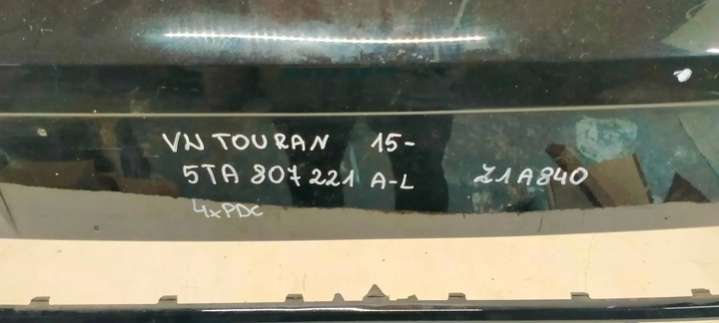 VW TOURAN 15-
5TA 807 221 A-L Z1A840
4xPDC